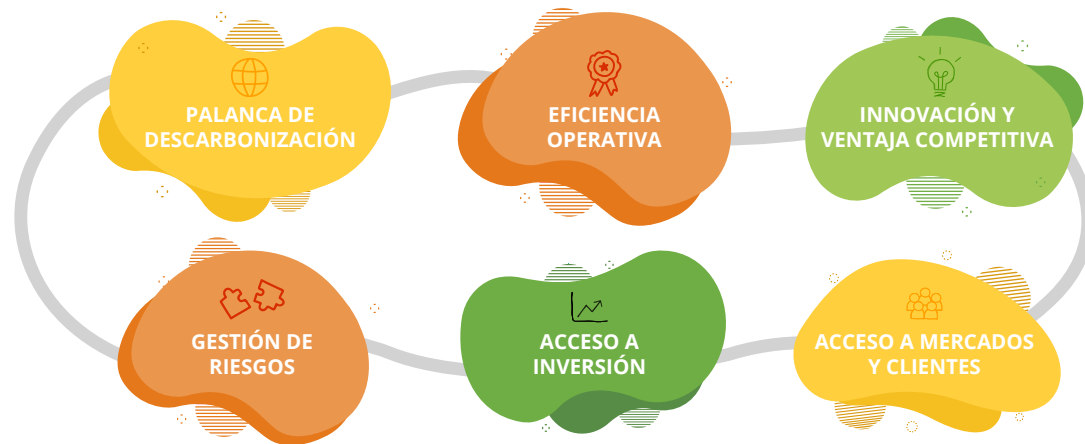 PALANCA DE
DESCARBONIZACIÓN
EFICIENCIA
OPERATIVA
INNOVACIÓN Y
VENTAJA COMPETITIVA
GESTIÓN DE
RIESGOS
ACCESO A
INVERSIÓN
ACCESO A MERCADOS
Y CLIENTES